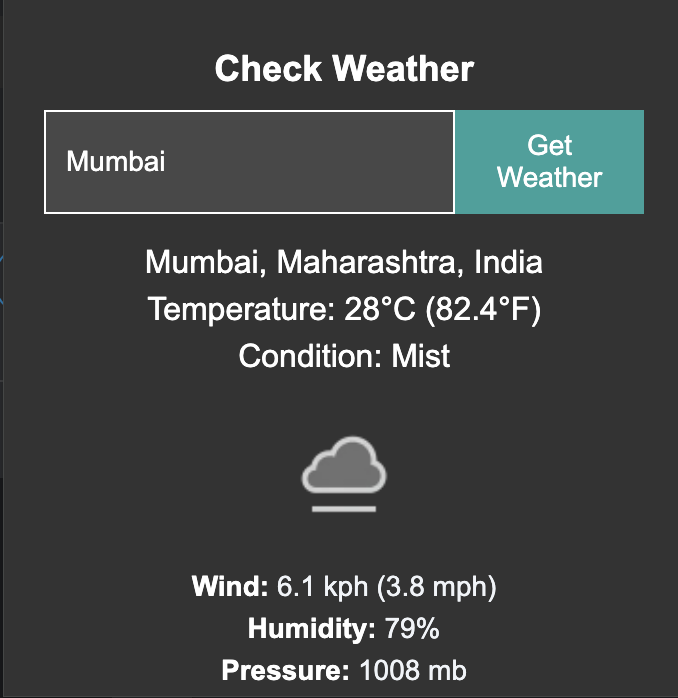 Check Weather
Mumbai
Get
Weather
Mumbai, Maharashtra, India
Temperature: 28°C (82.4°F)
Condition: Mist
Wind: 6.1 kph (3.8 mph)
Humidity: 79%
Pressure: 1008 mb